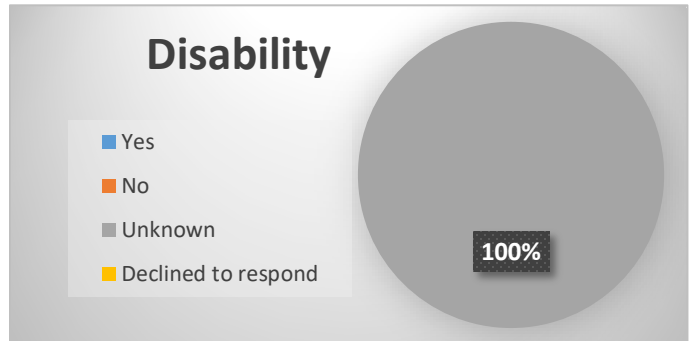 Disability
Yes
No
Unknown
Declined to respond
100%